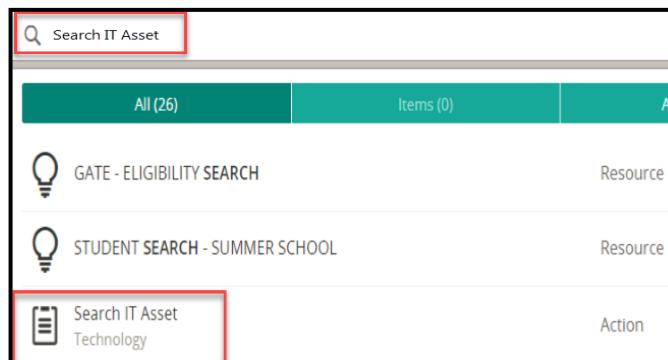 Search IT Asset
All (26) Items (0) A
GATE - ELIGIBILITY SEARCH Resource
STUDENT SEARCH - SUMMER SCHOOL Resource
Search IT Asset
Technology
Action